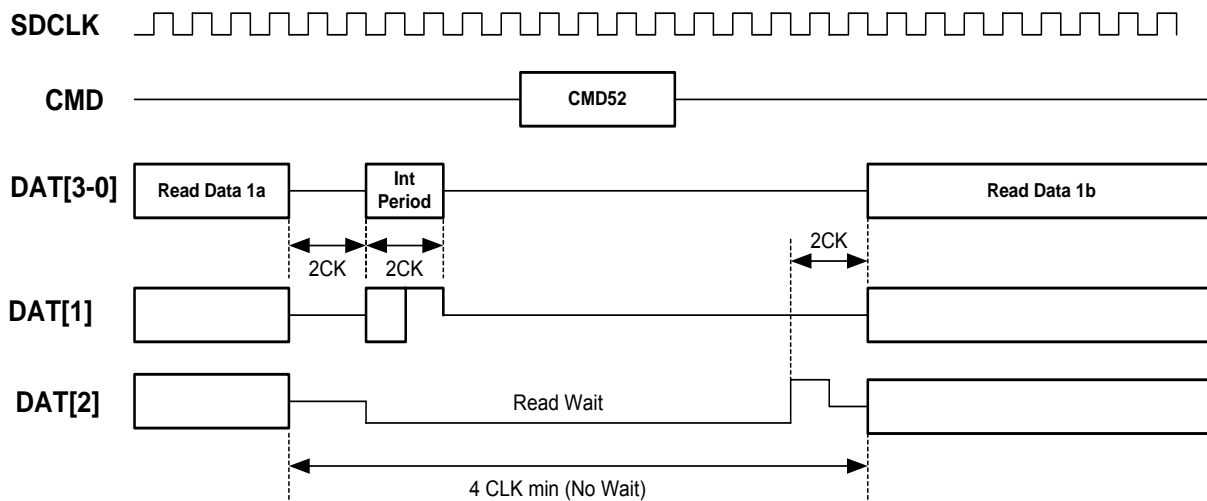 SDCLK
CMD
CMD52
DAT[3-0]
Read Data 1a
Int
Period
Read Data 1b
2CK
2CK
2CK
DAT[1]
DAT[2]
Read Wait
4 CLK min (No Wait)